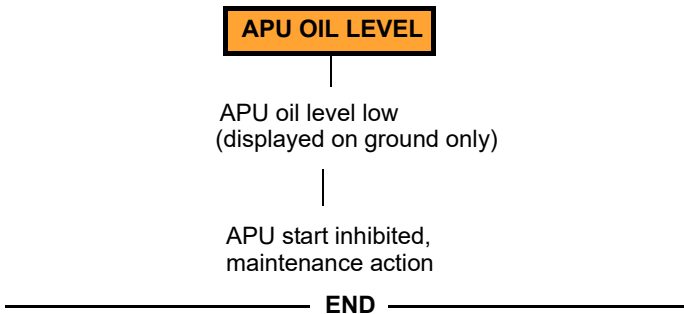 APU OIL LEVEL
APU oil level low
(displayed on ground only)
APU start inhibited,
maintenance action
END